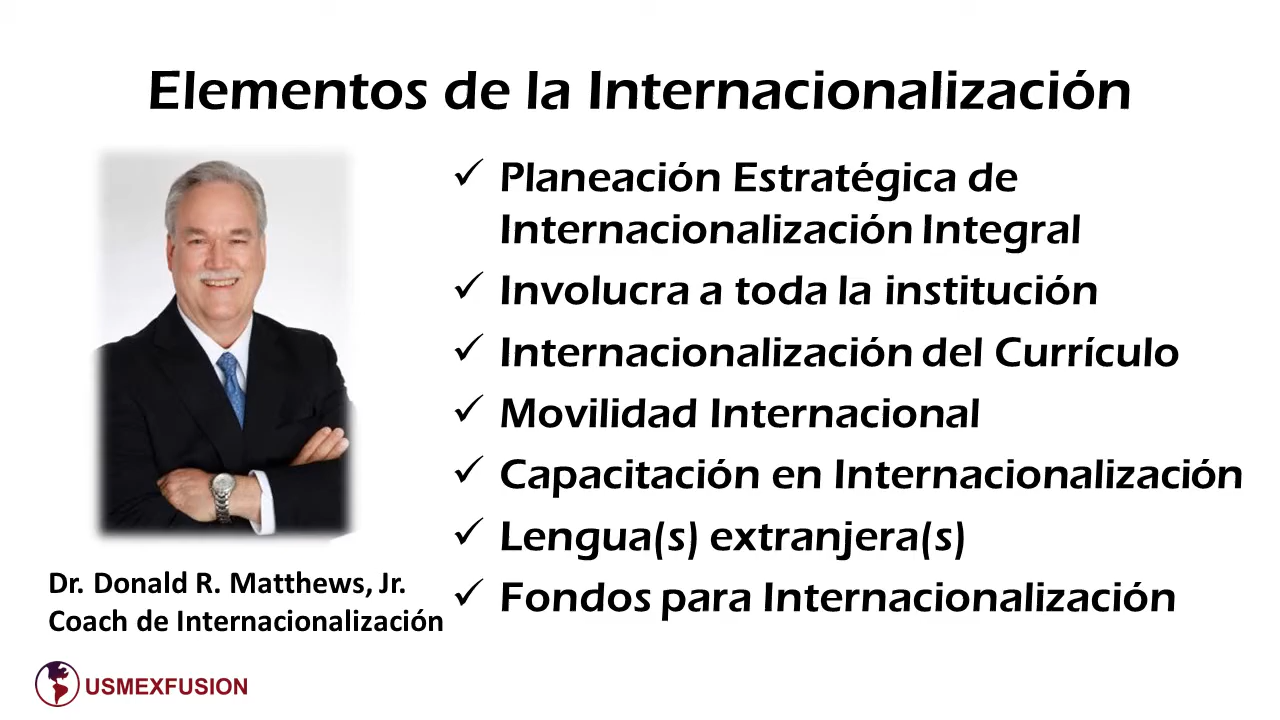 Elementos de la Internacionalización
✓ Planeación Estratégica de
Internacionalización Integral
✓ Involucra a toda la institución
✓ Internacionalización del Currículo
✓ Movilidad Internacional
✓ Capacitación en Internacionalización
✓ Lengua(s) extranjera(s)
✓ Fondos para Internacionalización
Dr. Donald R. Matthews, Jr.
Coach de Internacionalización
USMEXFUSION